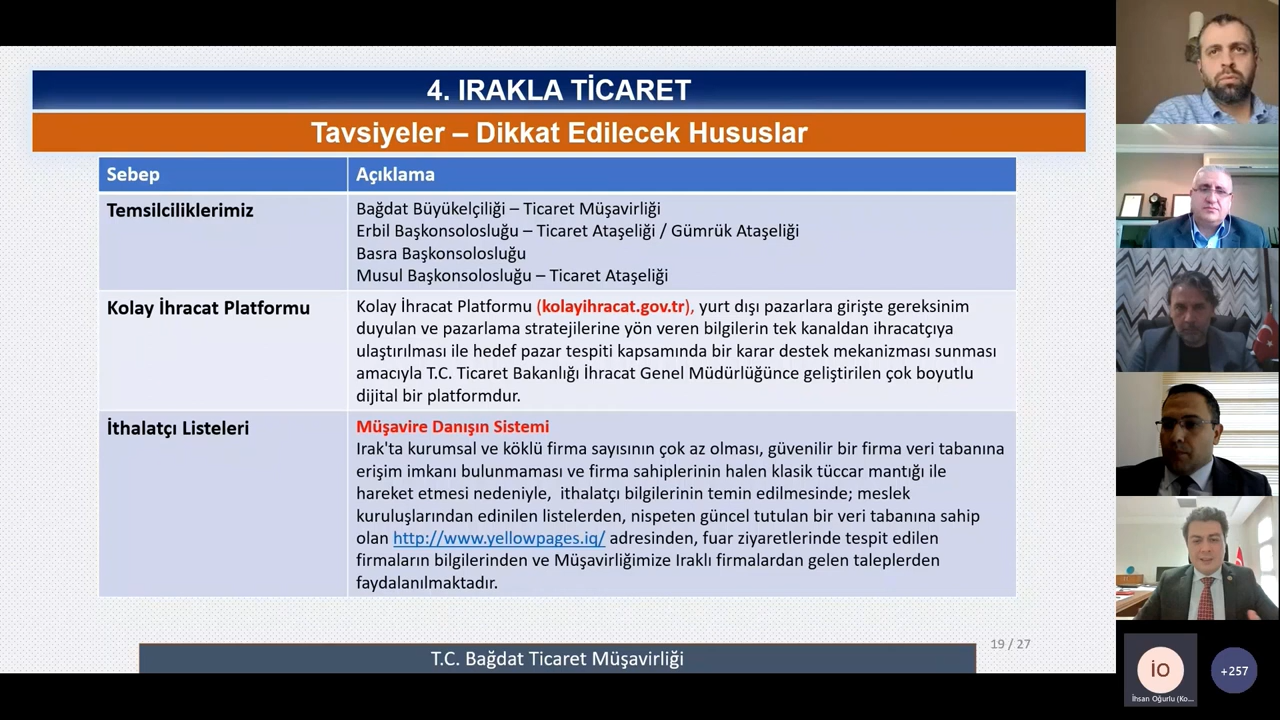 4. IRAKLA TİCARET
Tavsiyeler – Dikkat Edilecek Hususlar
Sebep
Açıklama
Temsilciliklerimiz
Bağdat Büyükelçiliği – Ticaret Müşavirliği
Erbil Başkonsolosluğu – Ticaret Ataşeliği / Gümrük Ataşeliği
Basra Başkonsolosluğu
Musul Başkonsolosluğu – Ticaret Ataşeliği
Kolay İhracat Platformu
Kolay İhracat Platformu (kolayihracat.gov.tr), yurt dışı pazarlara girişte gereksinim
duyulan ve pazarlama stratejilerine yön veren bilgilerin tek kanaldan ihracatçıya
ulaştırılması ile hedef pazar tespiti kapsamında bir karar destek mekanizması sunması
amacıyla T.C. Ticaret Bakanlığı İhracat Genel Müdürlüğünce geliştirilen çok boyutlu
dijital bir platformdur.
İthalatçı Listeleri
Müşavire Danışın Sistemi
Irak'ta kurumsal ve köklü firma sayısının çok az olması, güvenilir bir firma veri tabanına
erişim imkanı bulunmaması ve firma sahiplerinin halen klasik tüccar mantığı ile
hareket etmesi nedeniyle, ithalatçı bilgilerinin temin edilmesinde; meslek
kuruluşlarından edinilen listelerden, nispeten güncel tutulan bir veri tabanına sahip
olan http://www.yellowpages.iq/ adresinden, fuar ziyaretlerinde tespit edilen
firmaların bilgilerinden ve Müşavirliğimize Iraklı firmalardan gelen taleplerden
faydalanılmaktadır.
19 / 27
T.C. Bağdat Ticaret Müşavirliği
İO
+257
İhsan Oğurlu (Ko...